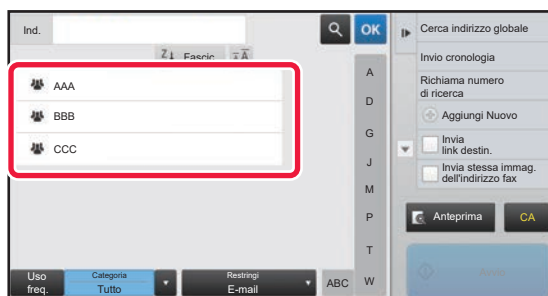 Ind.
OK
Fascic.
AAA
BBB
CCC
A
D
G
J
M
P
T
W
Uso
freq.
Categoria
Tutto
Restringi
E-mail
ABC
Cerca indirizzo globale
Invio cronologia
Richiama numero
di ricerca
Aggiungi Nuovo
Invia
link destin.
Invia stessa immag.
dell'indirizzo fax
Anteprima
CA
Avvio